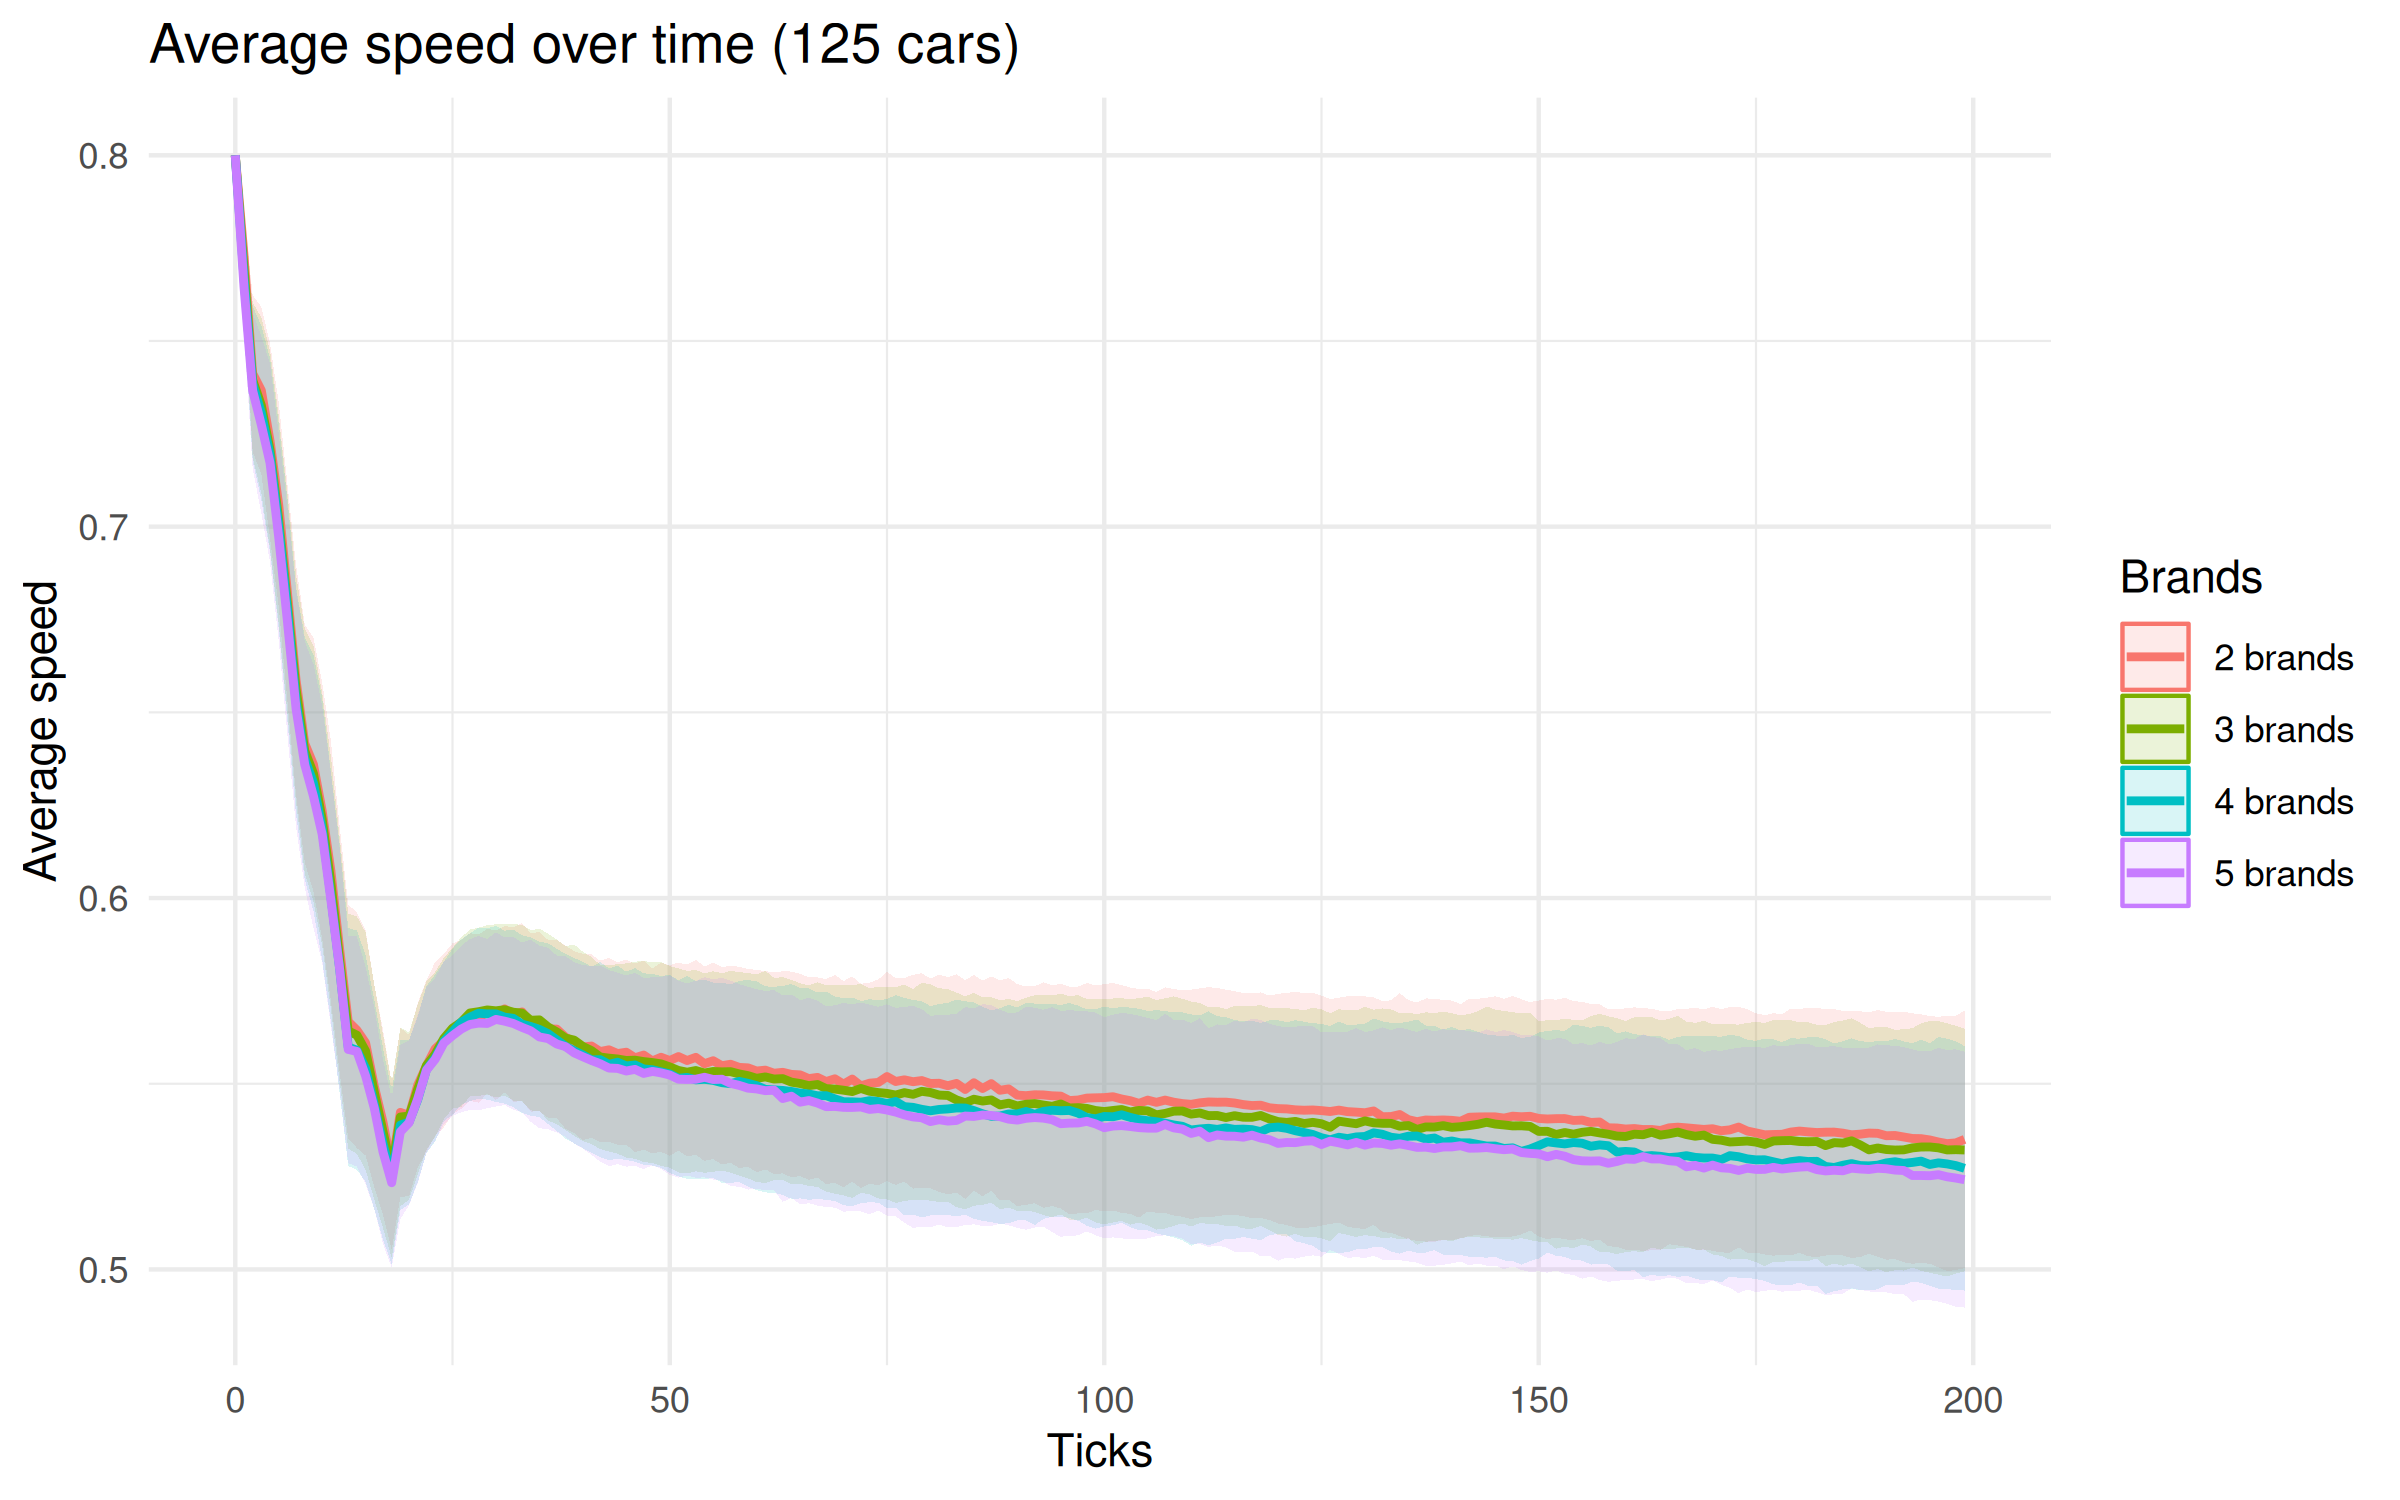 Average speed over time (125 cars)
Average speed
0.8
0.7
0.6
0.5
0
50
100
150
200
Ticks
Brands
2 brands
3 brands
4 brands
5 brands